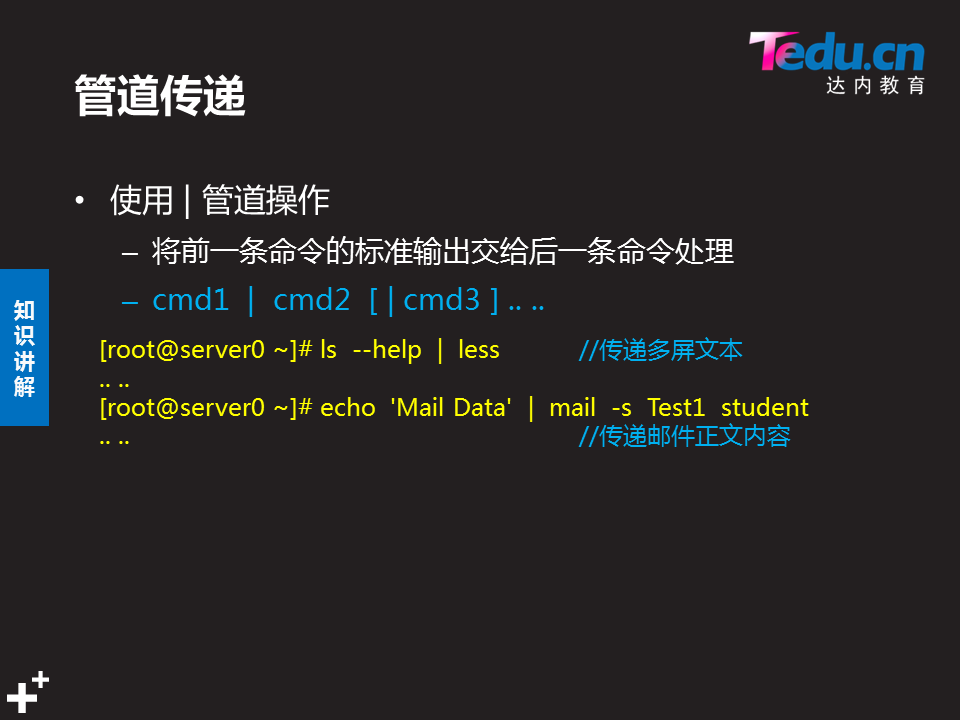 Tedu.cn
达内教育
管道传递
• 使用 | 管道操作
– 将前一条命令的标准输出交给后一条命令处理
– cmd1 | cmd2 [ | cmd3 ] .. ..
知识讲解
[root@server0 ~]# ls --help | less //传递多屏文本
.. ..
[root@server0 ~]# echo 'Mail Data' | mail -s Test1 student
.. .. //传递邮件正文内容